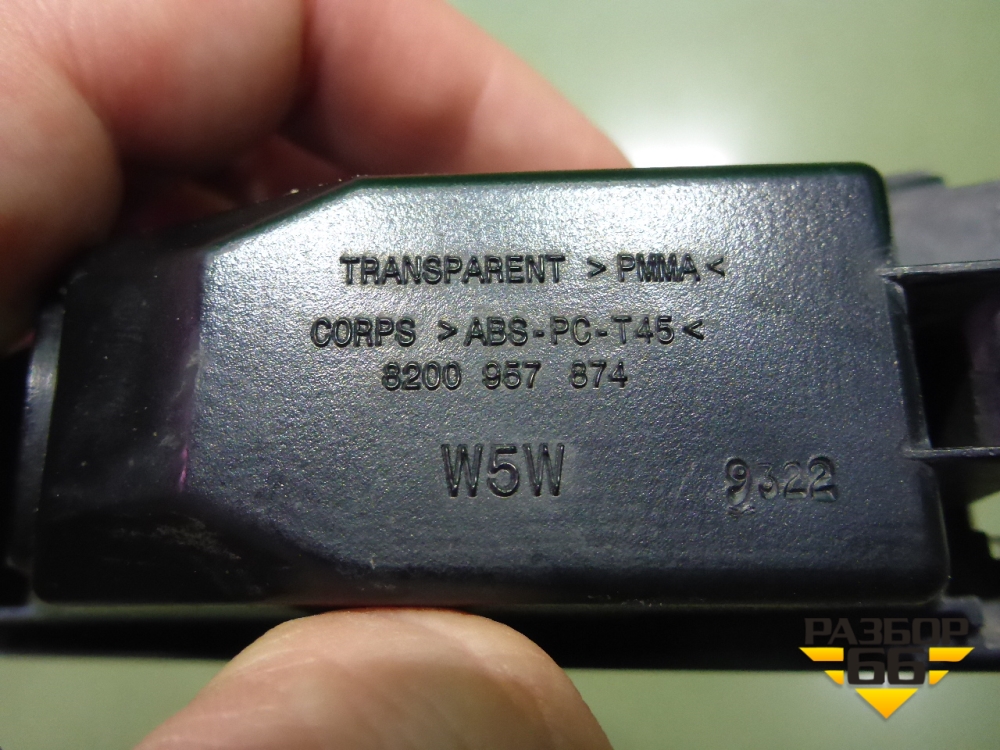 TRANSPARENT >PMMA<
CORPS >ABS-PC-T45<
8200 957 874
W5W
9322
РАЗБОР
66